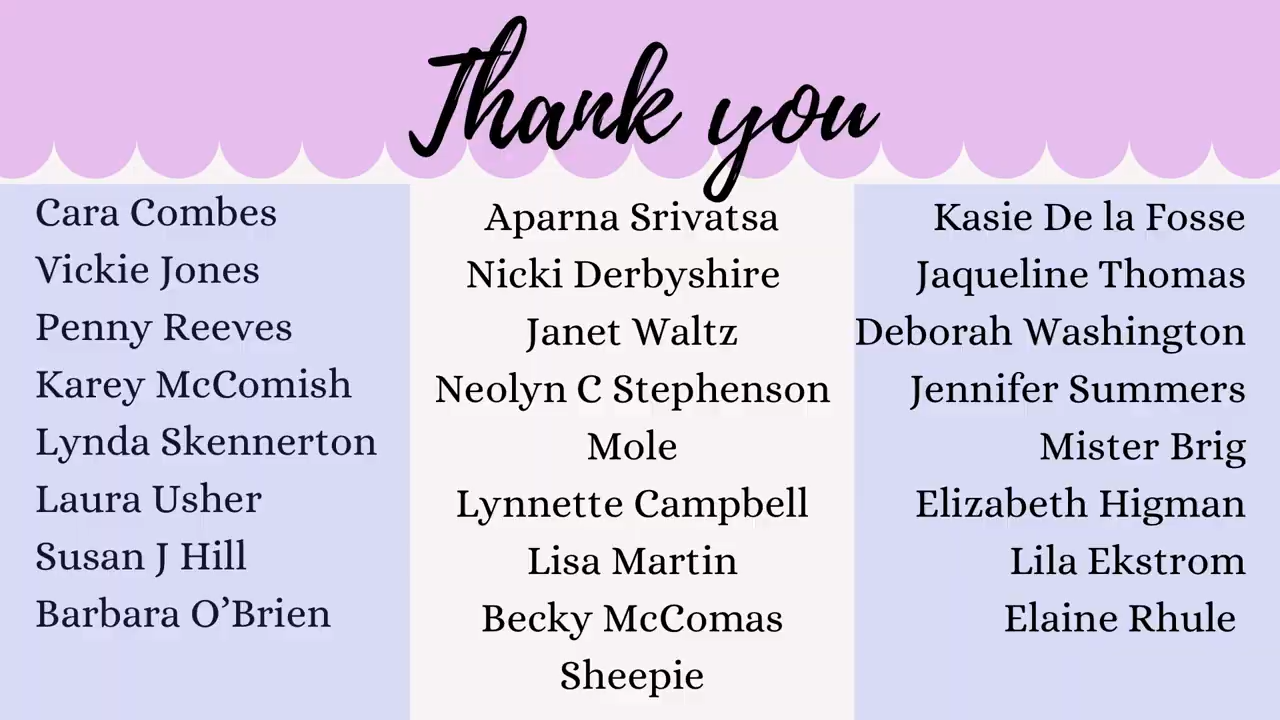 Thank you
Cara Combes
Vickie Jones
Penny Reeves
Karey McComish
Lynda Skennerton
Laura Usher
Susan J Hill
Barbara O’Brien
Aparna Srivatsa
Nicki Derbyshire
Janet Waltz
Neolyn C Stephenson
Mole
Lynnette Campbell
Lisa Martin
Becky McComas
Sheepie
Kasie De la Fosse
Jaqueline Thomas
Deborah Washington
Jennifer Summers
Mister Brig
Elizabeth Higman
Lila Ekstrom
Elaine Rhule